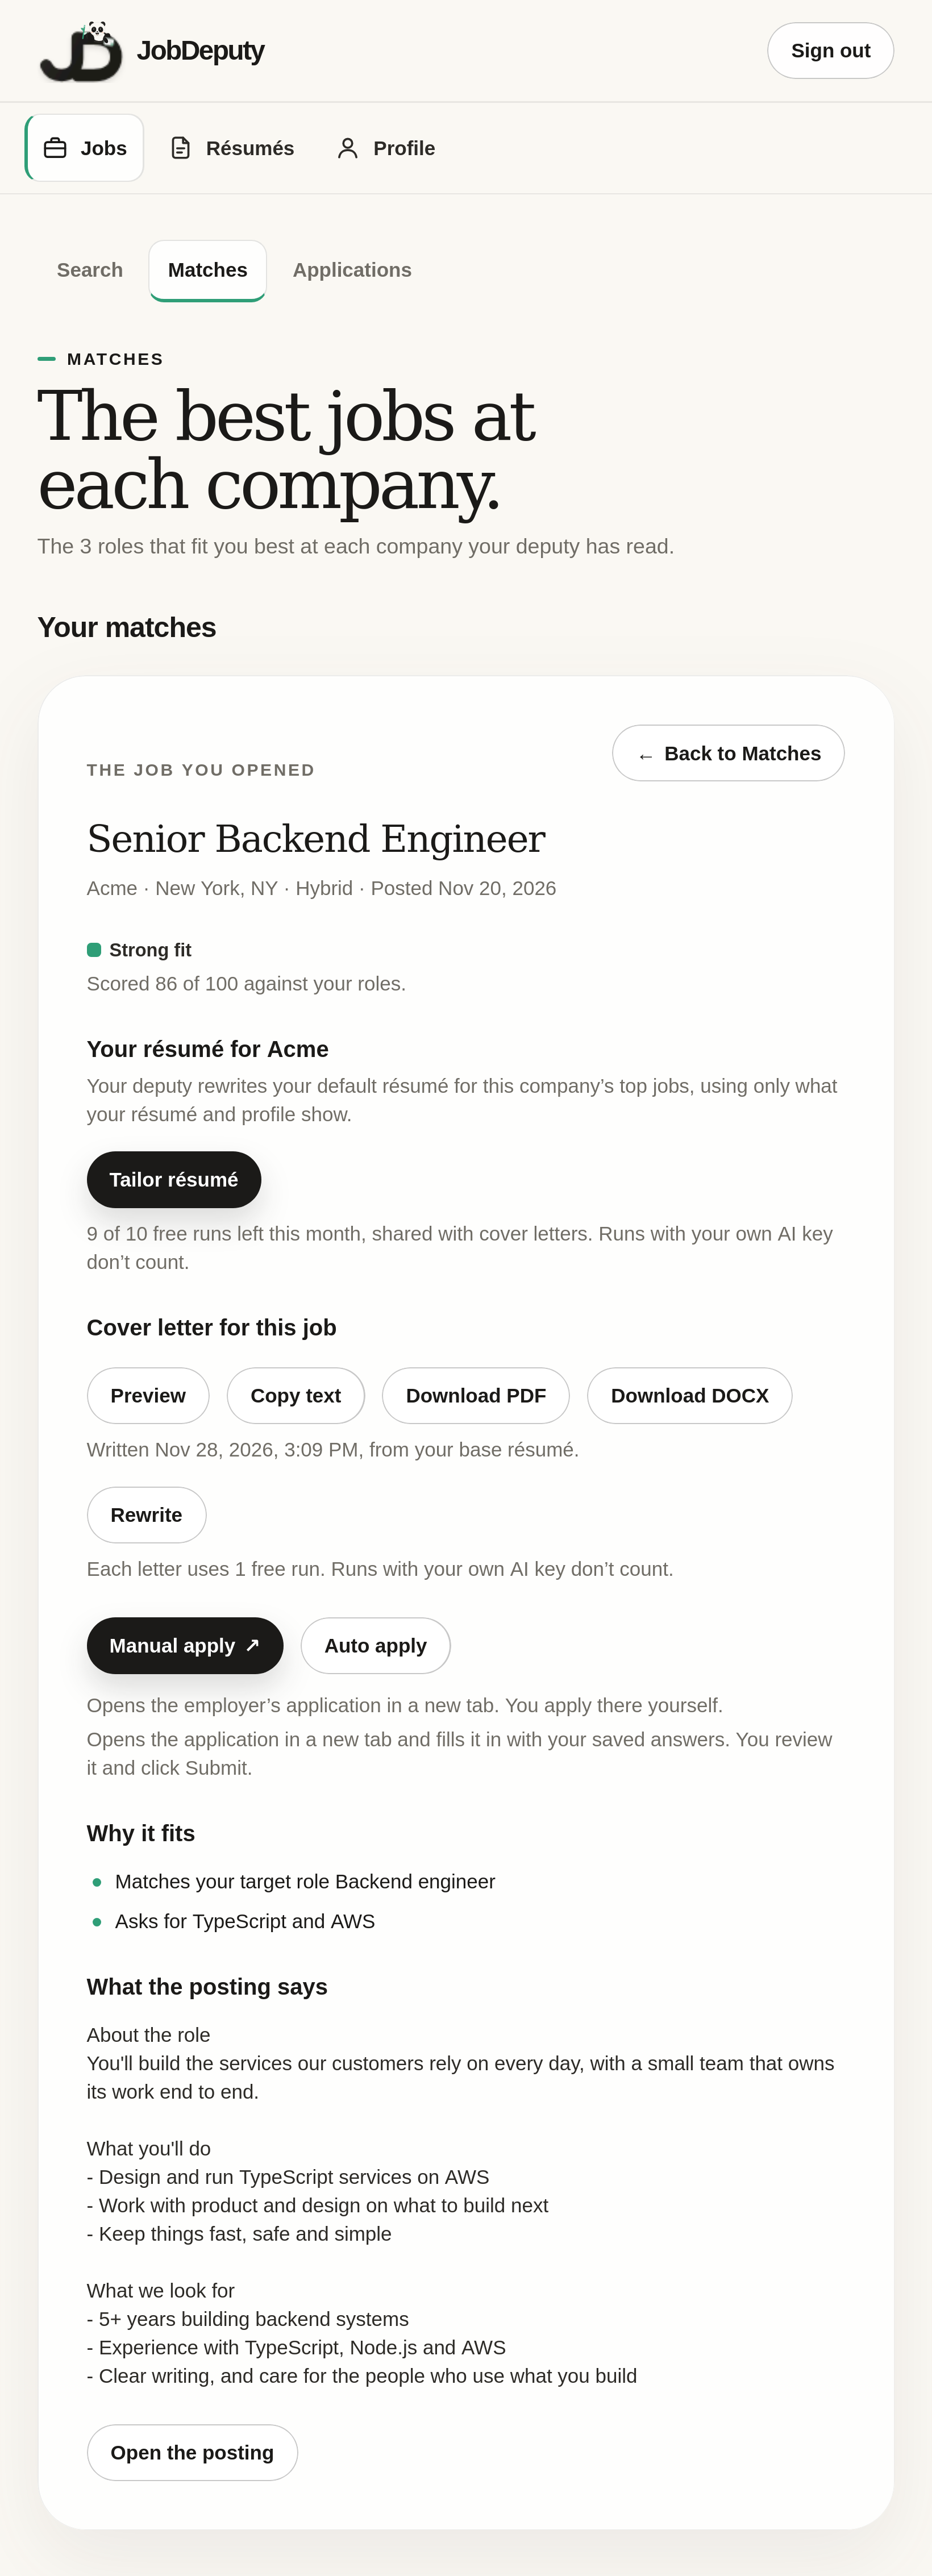 JobDeputy
Sign out
Jobs
Résumés
Profile
Search
Matches
Applications
MATCHES
The best jobs at
each company.
The 3 roles that fit you best at each company your deputy has read.
Your matches
THE JOB YOU OPENED
← Back to Matches
Senior Backend Engineer
Acme · New York, NY · Hybrid · Posted Nov 20, 2026
Strong fit
Scored 86 of 100 against your roles.
Your résumé for Acme
Your deputy rewrites your default résumé for this company’s top jobs, using only what
your résumé and profile show.
Tailor résumé
9 of 10 free runs left this month, shared with cover letters. Runs with your own AI key
don’t count.
Cover letter for this job
Preview
Copy text
Download PDF
Download DOCX
Written Nov 28, 2026, 3:09 PM, from your base résumé.
Rewrite
Each letter uses 1 free run. Runs with your own AI key don’t count.
Manual apply ↗
Auto apply
Opens the employer’s application in a new tab. You apply there yourself.
Opens the application in a new tab and fills it in with your saved answers. You review
it and click Submit.
Why it fits
Matches your target role Backend engineer
Asks for TypeScript and AWS
What the posting says
About the role
You'll build the services our customers rely on every day, with a small team that owns
its work end to end.
What you'll do
- Design and run TypeScript services on AWS
- Work with product and design on what to build next
- Keep things fast, safe and simple
What we look for
- 5+ years building backend systems
- Experience with TypeScript, Node.js and AWS
- Clear writing, and care for the people who use what you build
Open the posting